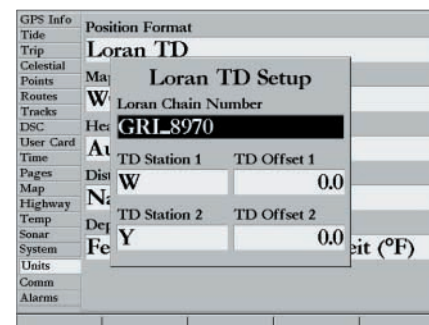 GPS Info
Tide
Trip
Celestial
Points
Routes
Tracks
DSC
User Card
Time
Pages
Map
Highway
Temp
Sonar
System
Units
Comm
Alarms
Position Format
Loran TD
Loran TD Setup
Loran Chain Number
GRI_8970
TD Station 1 TD Offset 1
W 0.0
TD Station 2 TD Offset 2
Y 0.0